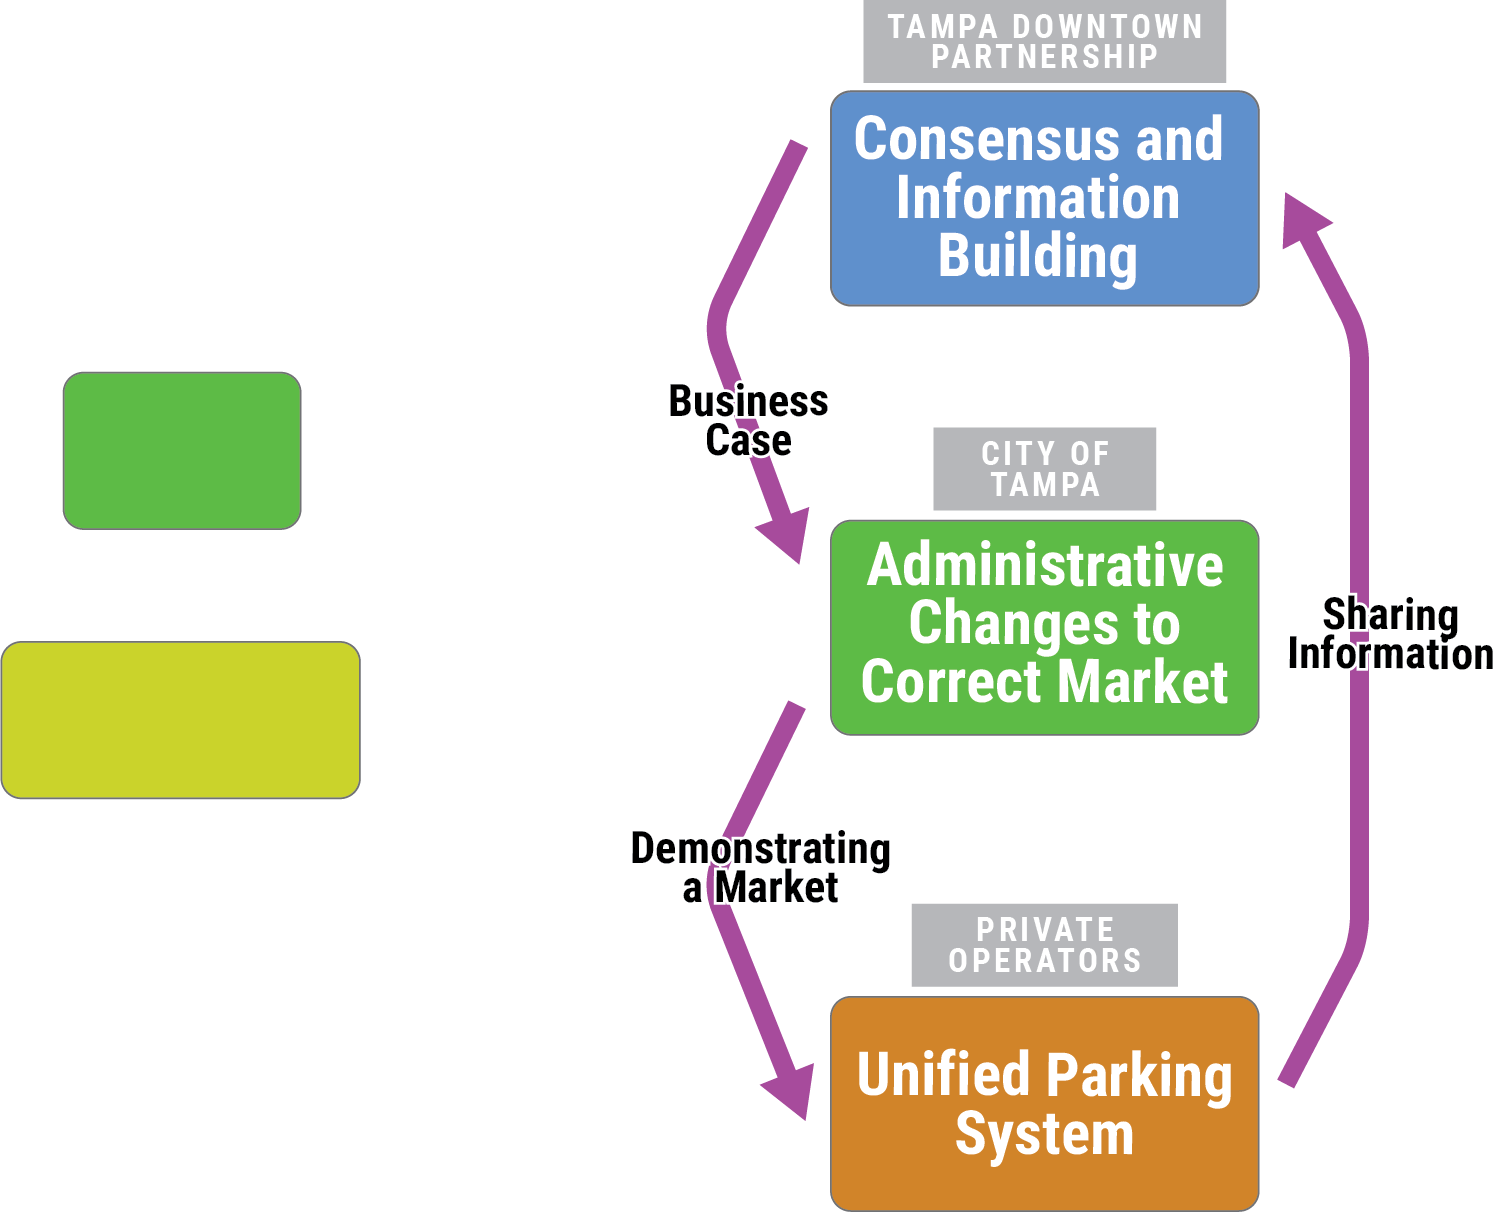 TAMPA DOWNTOWN
PARTNERSHIP
Consensus and
Information
Building
Business
Case
CITY OF
TAMPA
Administrative
Changes to
Correct Market
Sharing
Information
Demonstrating
a Market
PRIVATE
OPERATORS
Unified Parking
System